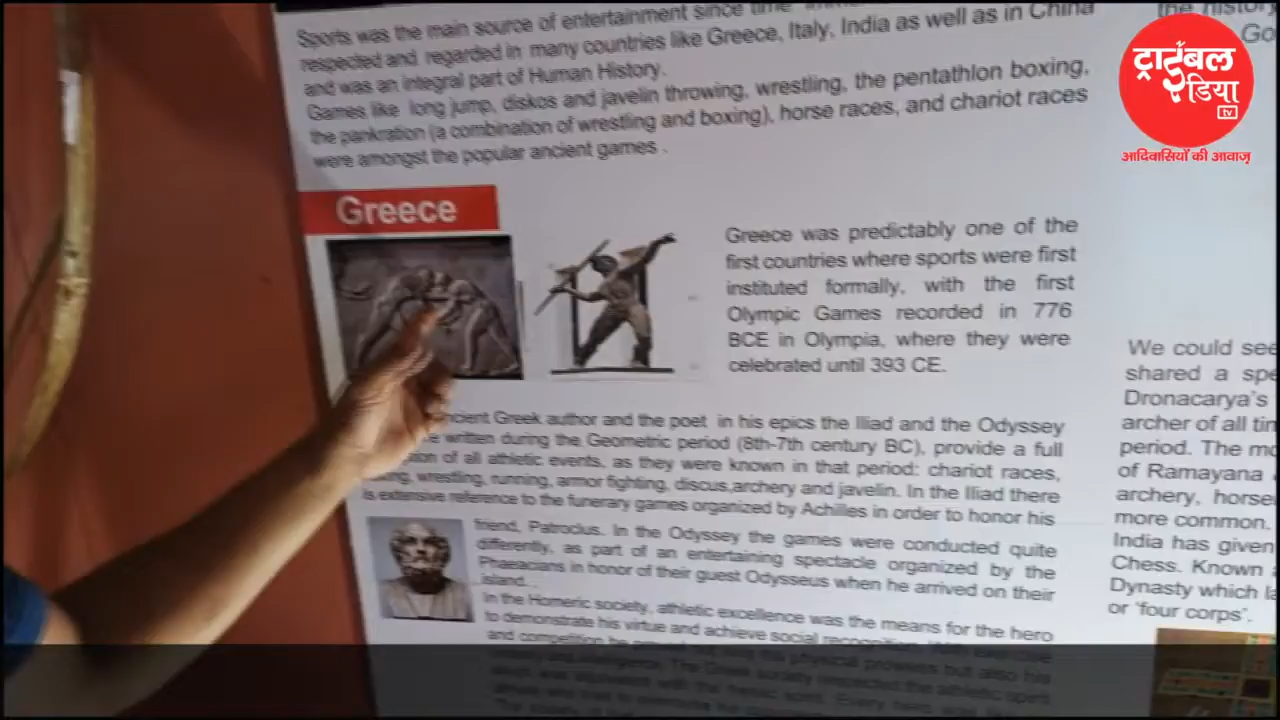 Sports was the main source of entertainment since time
respected and regarded in many countries like Greece, Italy, India as well as in China
and was an integral part of Human History.
Games like long jump, diskos and javelin throwing, wrestling, the pentathlon boxing,
the pankration (a combination of wrestling and boxing), horse races, and chariot races
were amongst the popular ancient games .
Greece
Greece was predictably one of the
first countries where sports were first
instituted formally, with the first
Olympic Games recorded in 776
BCE in Olympia, where they were
celebrated until 393 CE.
Greek author and the poet in his epics the Iliad and the Odyssey
written during the Geometric period (8th-7th century BC), provide a full
of all athletic events, as they were known in that period: chariot races,
wrestling, running, armor fighting, discus,archery and javelin. In the Iliad there
is extensive reference to the funerary games organized by Achilles in order to honor his
friend, Patroclus. In the Odyssey the games were conducted quite
differently, as part of an entertaining spectacle organized by the
Phaeacians in honor of their guest Odysseus when he arrived on their
island...
In the Homeric society, athletic excellence was the means for the hero
to demonstrate his virtue and achieve social
and
the history
We could see
shared a
Dronacarya's
archer of all
period. The
of Ramayana
archery,
more common.
India has given
Chess. Known
Dynasty which
or 'four corps'.
ट्राईबल
इंडिया
TV
आदिवासियों की आवाज़